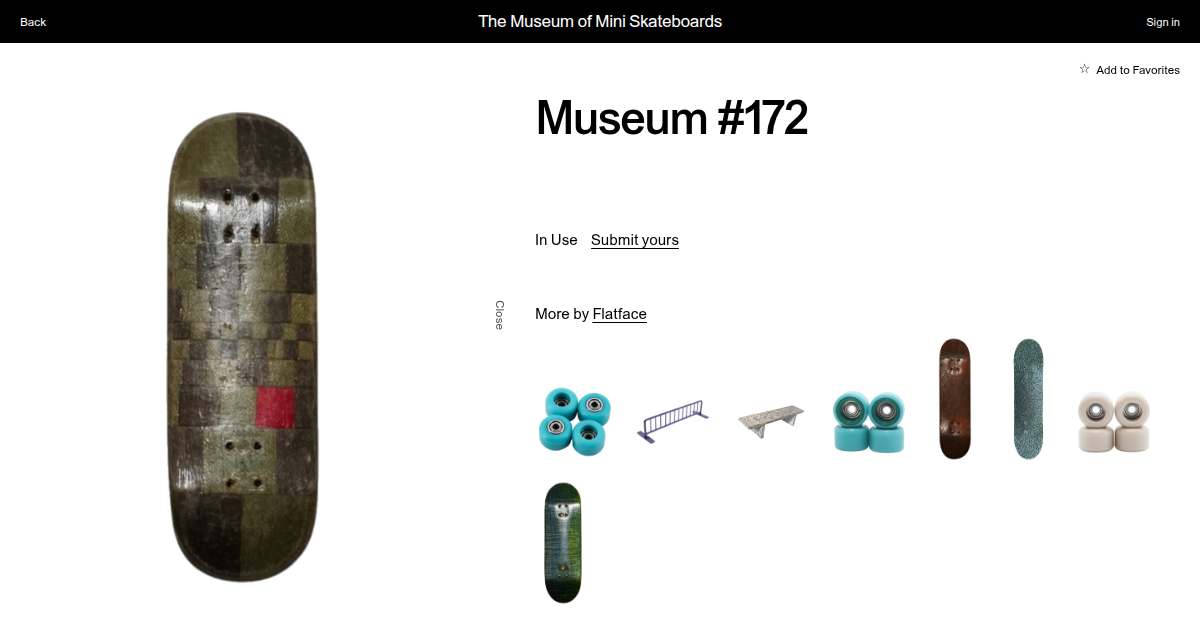 Back
The Museum of Mini Skateboards
Sign in
☆ Add to Favorites
Museum #172
In Use Submit yours
Close
More by Flatface